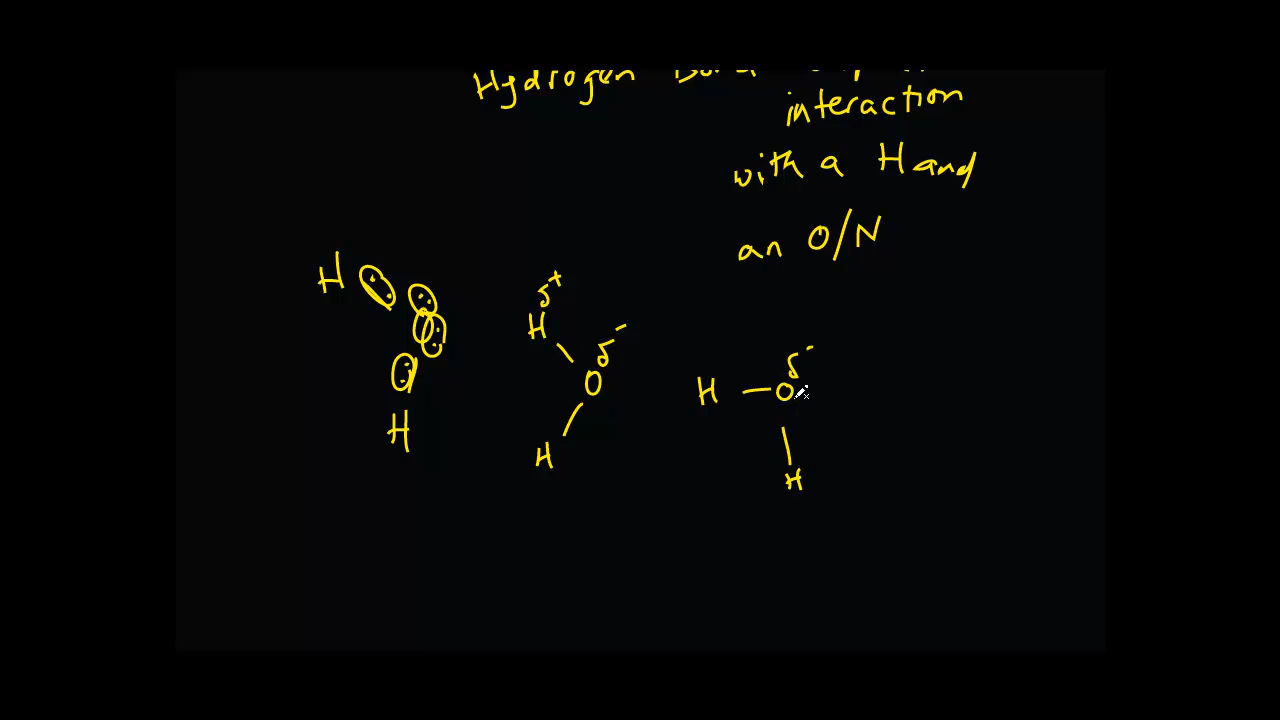 Hydrogen
interaction
with a H and
an O/N
H
δ+
H
δ-
O
H
H
H O
δ-
H